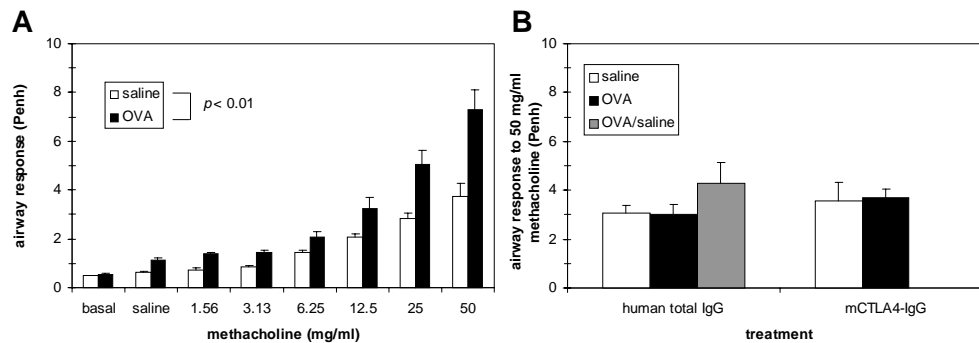 A
airway response (Penh)
10
8
6
4
2
0
saline
OVA
p< 0.01
basal saline 1.56 3.13 6.25 12.5 25 50
methacholine (mg/ml)
B
airway response to 50 mg/ml
methacholine (Penh)
10
8
6
4
2
0
saline
OVA
OVA/saline
human total IgG mCTLA4-IgG
treatment